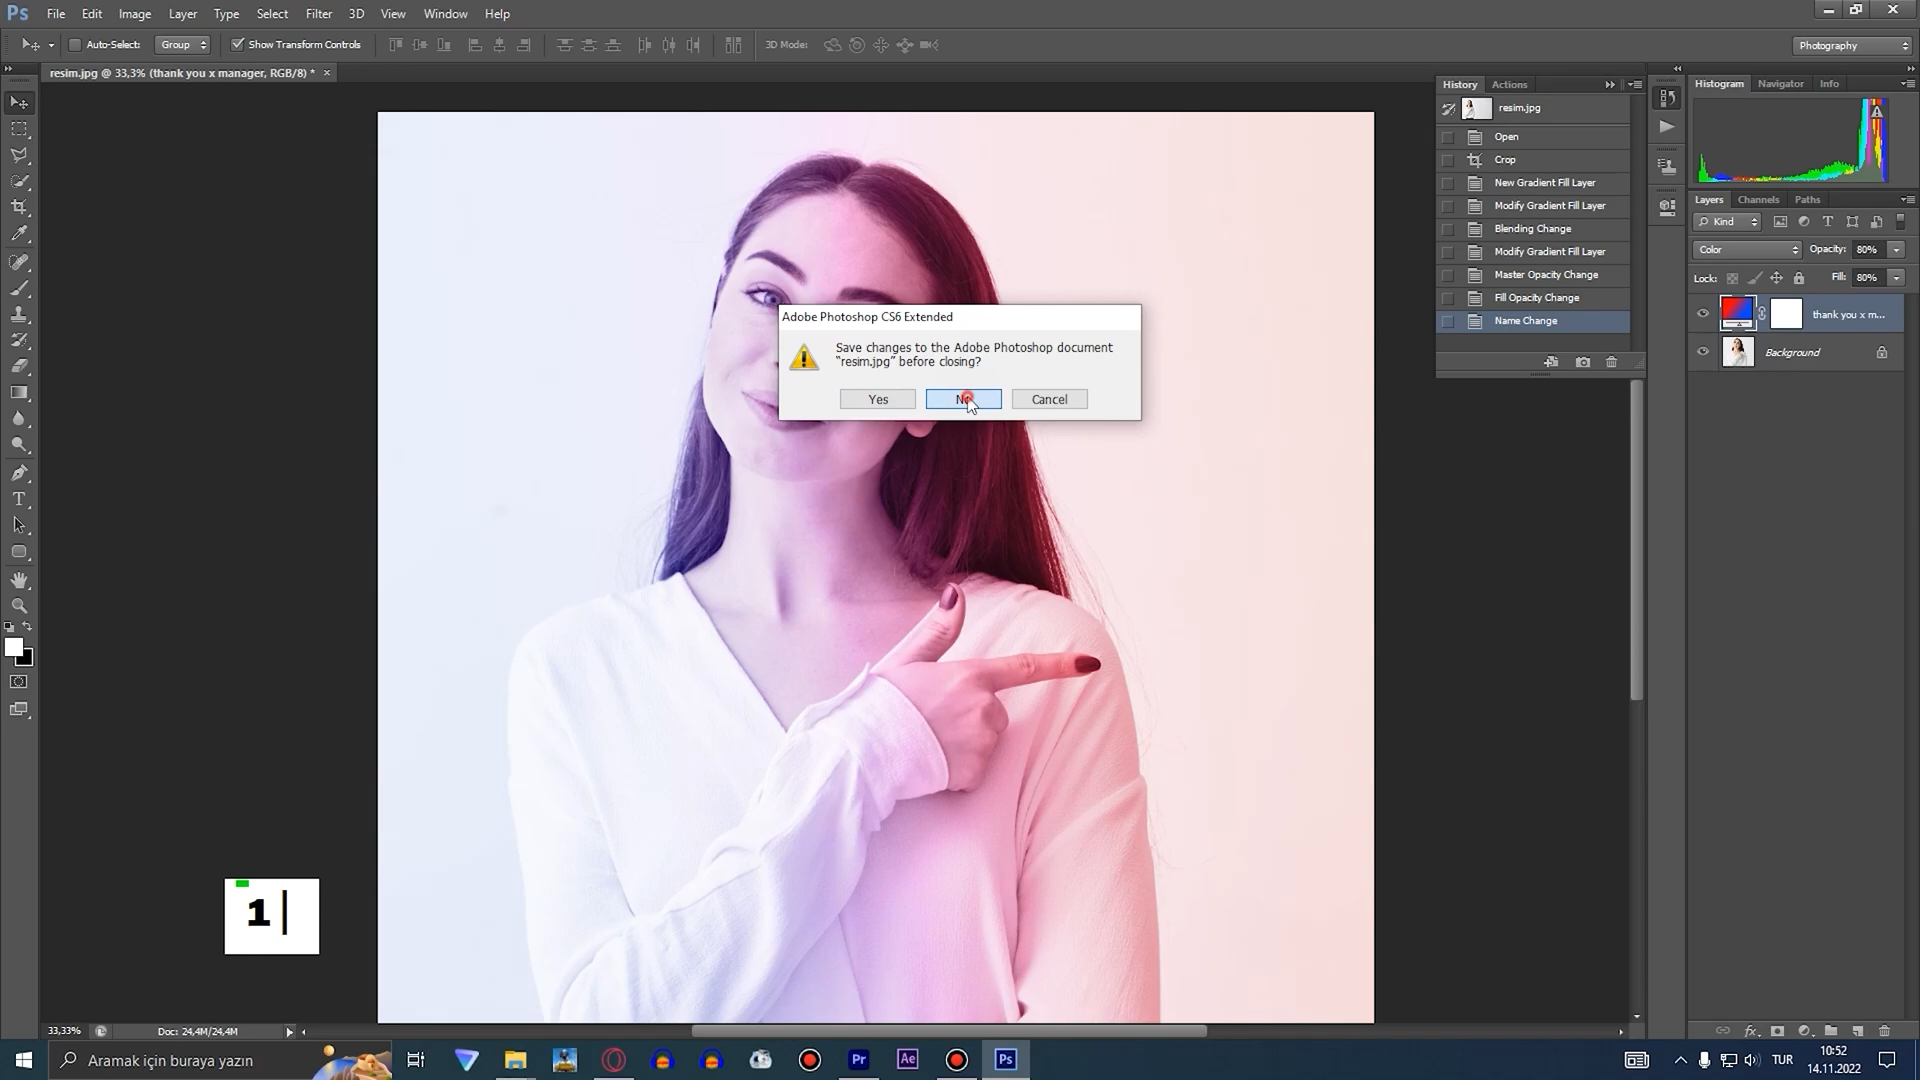 Ps File Edit Image Layer Type Select Filter 3D View Window Help
Auto-Select: Group Show Transform Controls 3D Mode: Photography
resim.jpg @ 33,3% (thank you x manager, RGB/8) * ×
History Actions
resim.jpg
Open
Crop
New Gradient Fill Layer
Modify Gradient Fill Layer
Blending Change
Modify Gradient Fill Layer
Master Opacity Change
Fill Opacity Change
Name Change
Histogram Navigator Info
Layers Channels Paths
Kind
Color Opacity: 80%
Lock: Fill: 80%
thank you x m...
Background
Adobe Photoshop CS6 Extended
Save changes to the Adobe Photoshop document
“resim.jpg” before closing?
Yes No Cancel
1
33,33% Doc: 24,4M/24,4M
Aramak için buraya yazın
Pr Ae Ps
TUR
10:52
14.11.2022